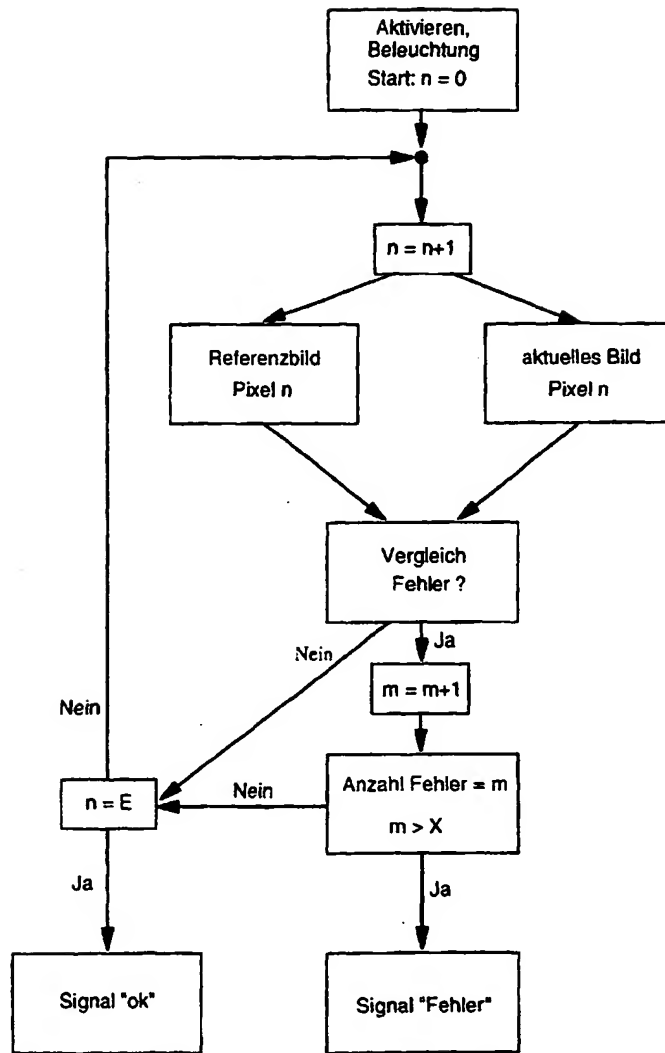 Aktivieren,
Beleuchtung
Start: n = 0
n = n+1
Referenzbild
Pixel n
aktuelles Bild
Pixel n
Vergleich
Fehler ?
Nein
Ja
m = m+1
Nein
Anzahl Fehler = m
m > X
Nein
n = E
Ja
Ja
Signal "ok"
Signal "Fehler"